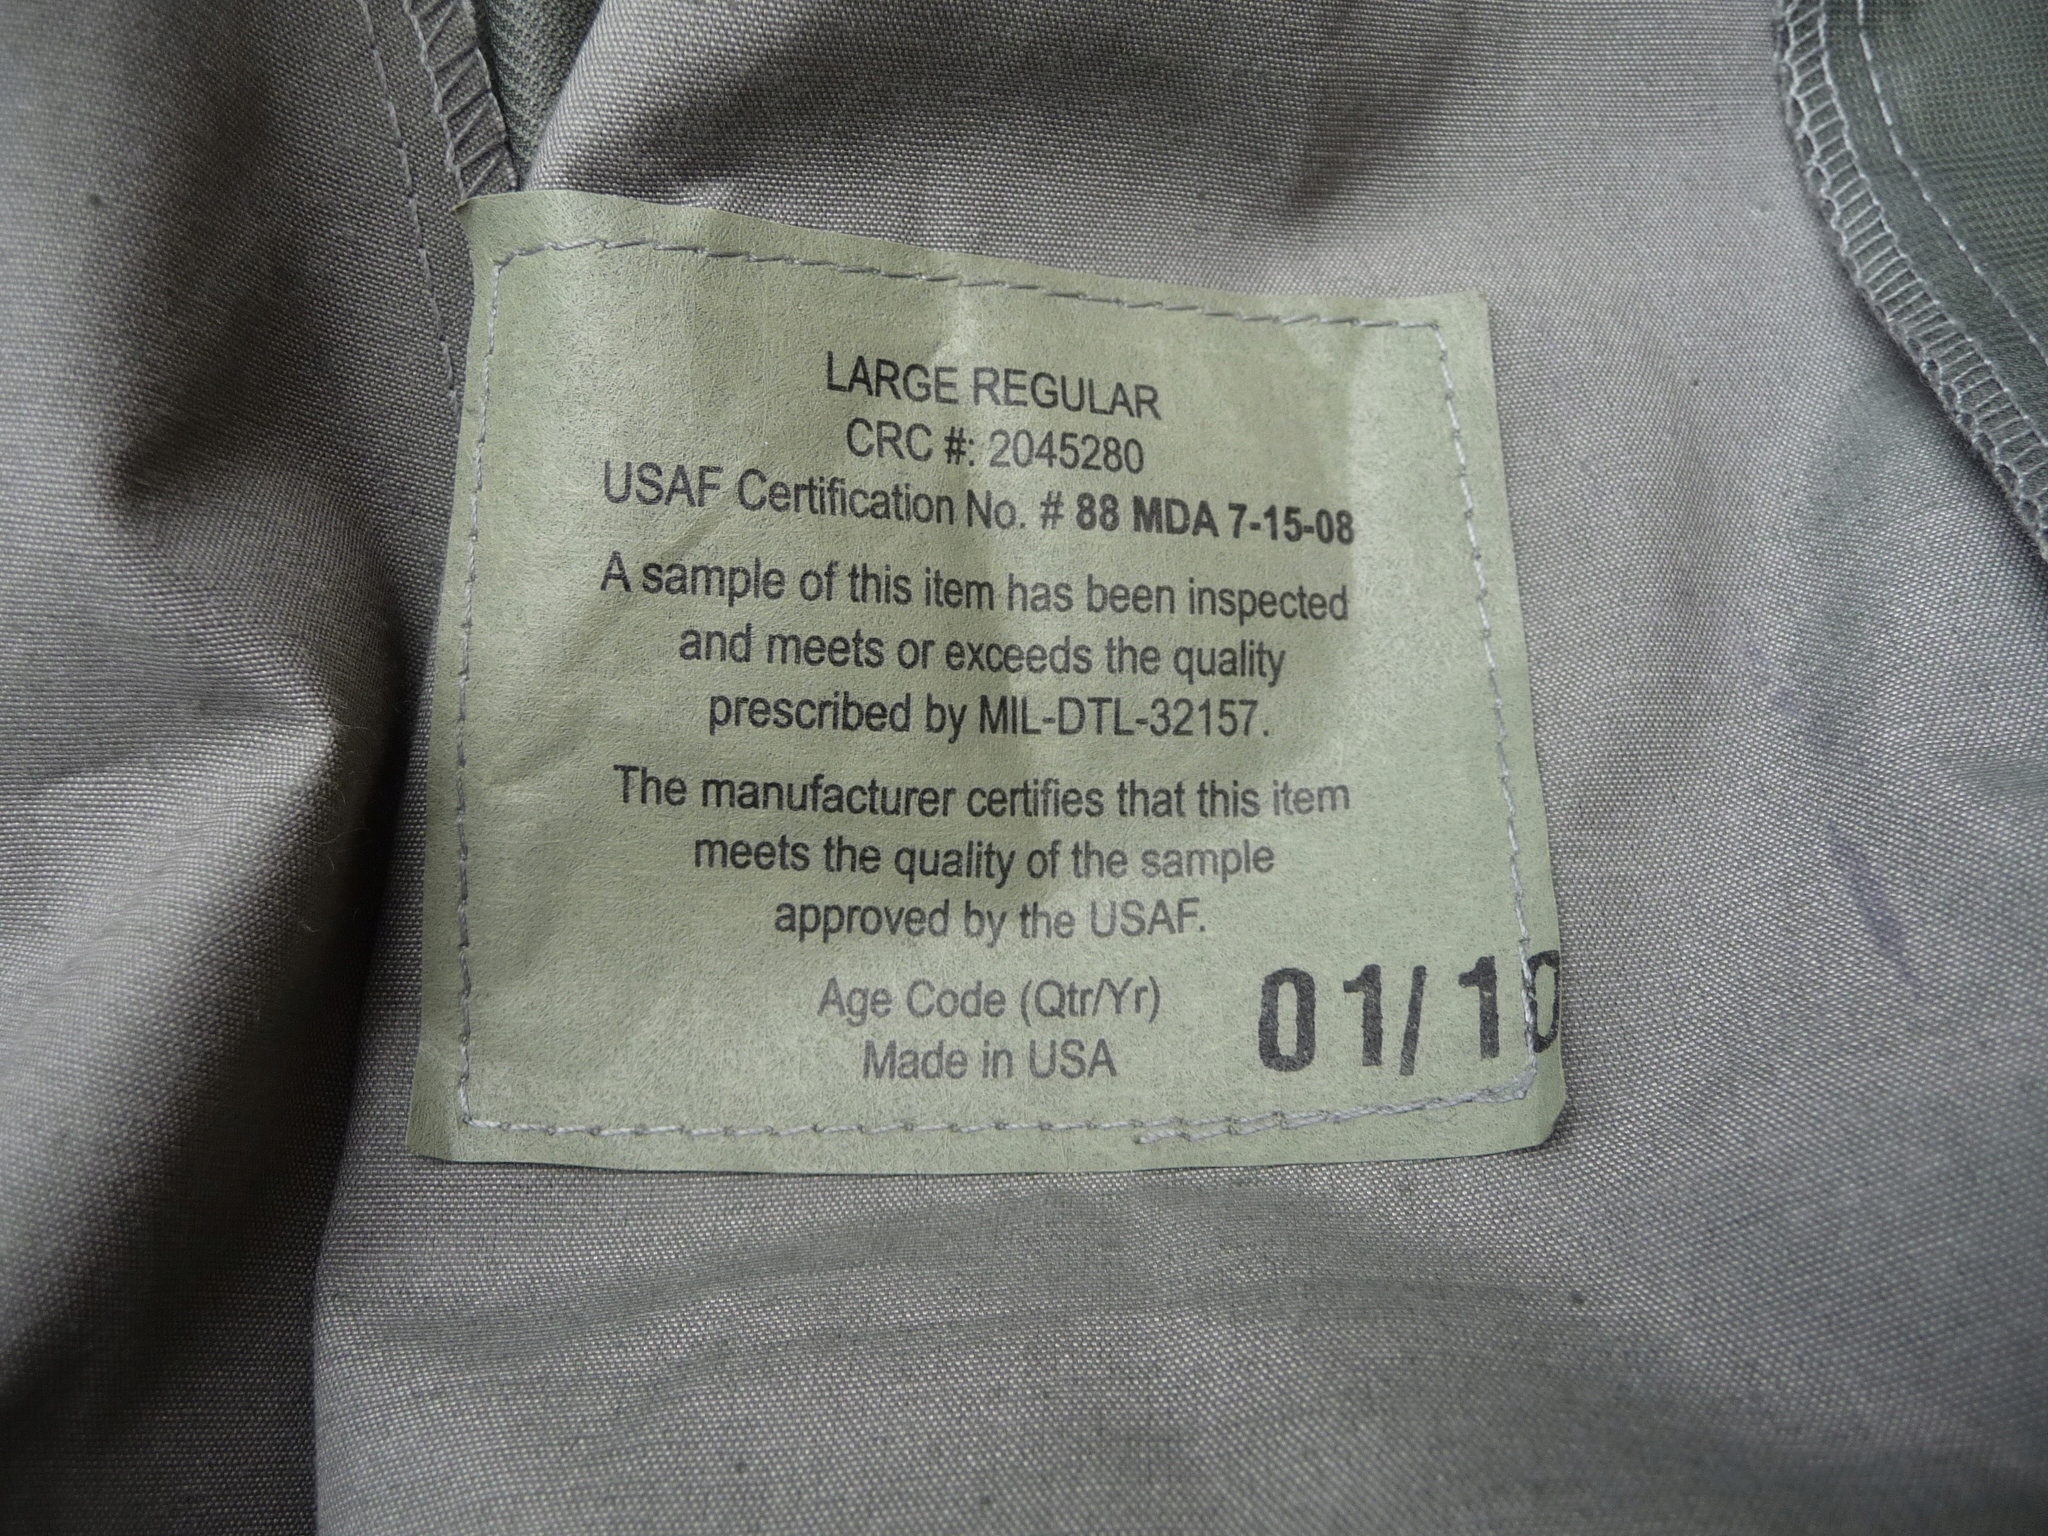 LARGE REGULAR
CRC #: 2045280
USAF Certification No. # 88 MDA 7-15-08
A sample of this item has been inspected
and meets or exceeds the quality
prescribed by MIL-DTL-32157.
The manufacturer certifies that this item
meets the quality of the sample
approved by the USAF.
Age Code (Qtr/Yr) 01/10
Made in USA